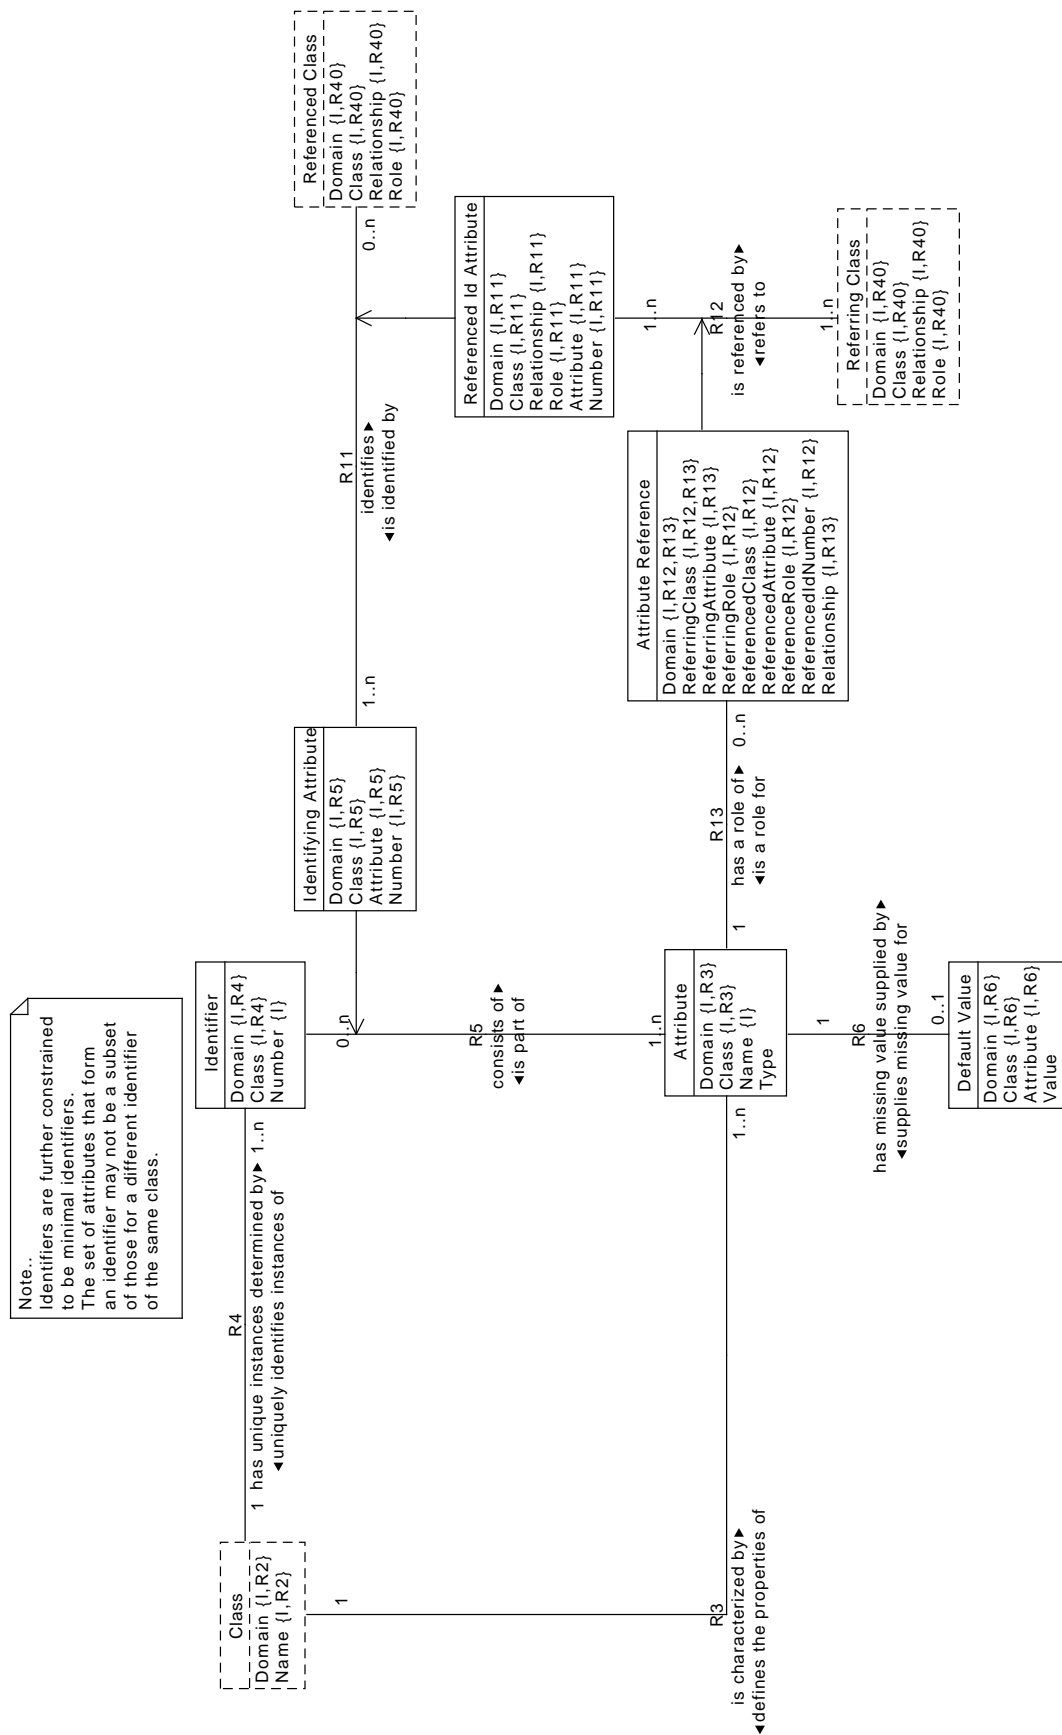 Note..
Identifiers are further constrained
to be minimal identifiers.
The set of attributes that form
an identifier may not be a subset
of those for a different identifier
of the same class.
Class
Domain {I,R2}
Name {I,R2}
R4
1 has unique instances determined by► 1..n
◄uniquely identifies instances of
Identifier
Domain {I,R4}
Class {I,R4}
Number {I}
Identifying Attribute
Domain {I,R5}
Class {I,R5}
Attribute {I,R5}
Number {I,R5}
1..n
R11
identifies►
◄is identified by
0..n
Referenced Class
Domain {I,R40}
Class {I,R40}
Relationship {I,R40}
Role {I,R40}
0..n
R5
consists of►
◄is part of
1..n
Referenced Id Attribute
Domain {I,R11}
Class {I,R11}
Relationship {I,R11}
Role {I,R11}
Attribute {I,R11}
Number {I,R11}
1
R3
is characterized by►
◄defines the properties of
1..n
Attribute
Domain {I,R3}
Class {I,R3}
Name {I}
Type
1
R13
has a role of►
◄is a role for
0..n
Attribute Reference
Domain {I,R12,R13}
ReferringClass {I,R12,R13}
ReferringAttribute {I,R13}
ReferringRole {I,R12}
ReferencedClass {I,R12}
ReferencedAttribute {I,R12}
ReferenceRole {I,R12}
ReferencedIdNumber {I,R12}
Relationship {I,R13}
1..n
R12
is referenced by►
◄refers to
1..n
Referring Class
Domain {I,R40}
Class {I,R40}
Relationship {I,R40}
Role {I,R40}
1
R6
has missing value supplied by►
◄supplies missing value for
0..1
Default Value
Domain {I,R6}
Class {I,R6}
Attribute {I,R6}
Value